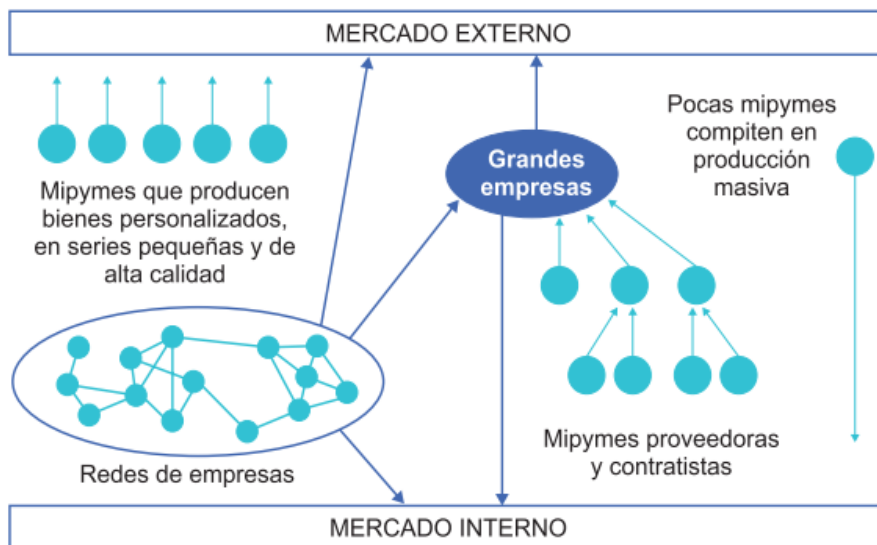 MERCADO EXTERNO
Mipymes que producen
bienes personalizados,
en series pequeñas y de
alta calidad
Grandes
empresas
Pocas mipymes
compiten en
producción
masiva
Redes de empresas
Mipymes proveedoras
y contratistas
MERCADO INTERNO